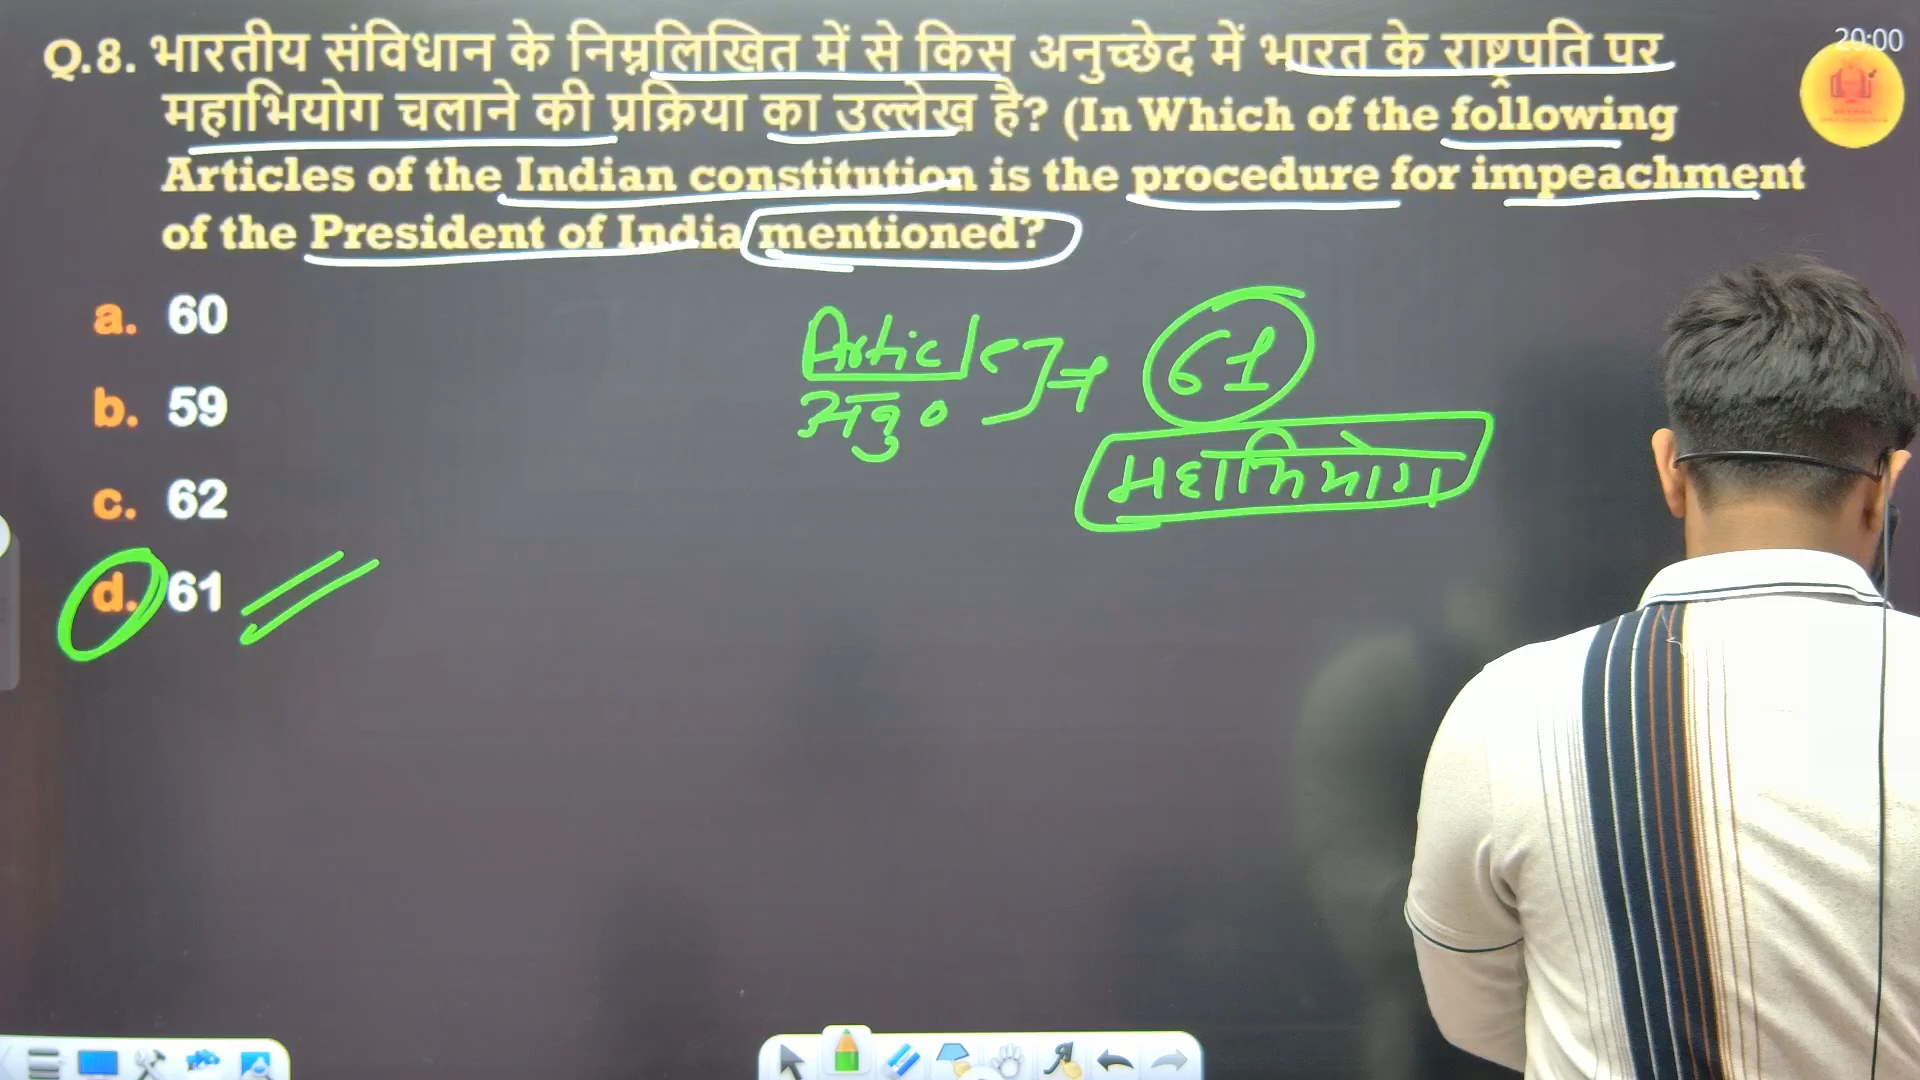 20:00
Q.8. भारतीय संविधान के निम्नलिखित में से किस अनुच्छेद में भारत के राष्ट्रपति पर
महाभियोग चलाने की प्रक्रिया का उल्लेख है? (In Which of the following
Articles of the Indian constitution is the procedure for impeachment
of the President of India mentioned?
a. 60
b. 59
c. 62
d. 61
Article
अनु०
61
महाभियोग